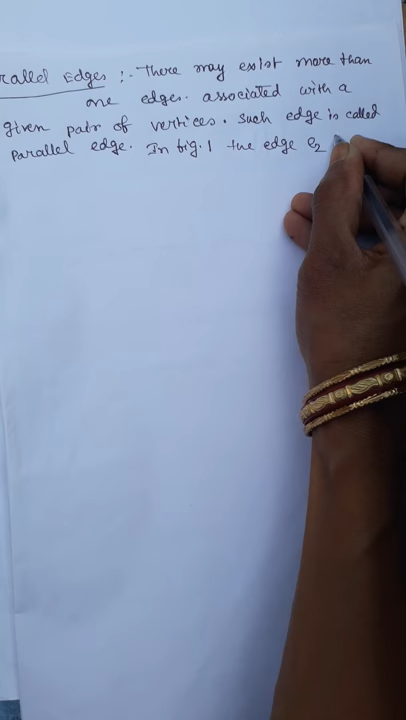 rallel Edges :- There may exist more than
one edges. associated with a
given pair of vertices. such edge is called
parallel edge. In fig. 1 the edge e2